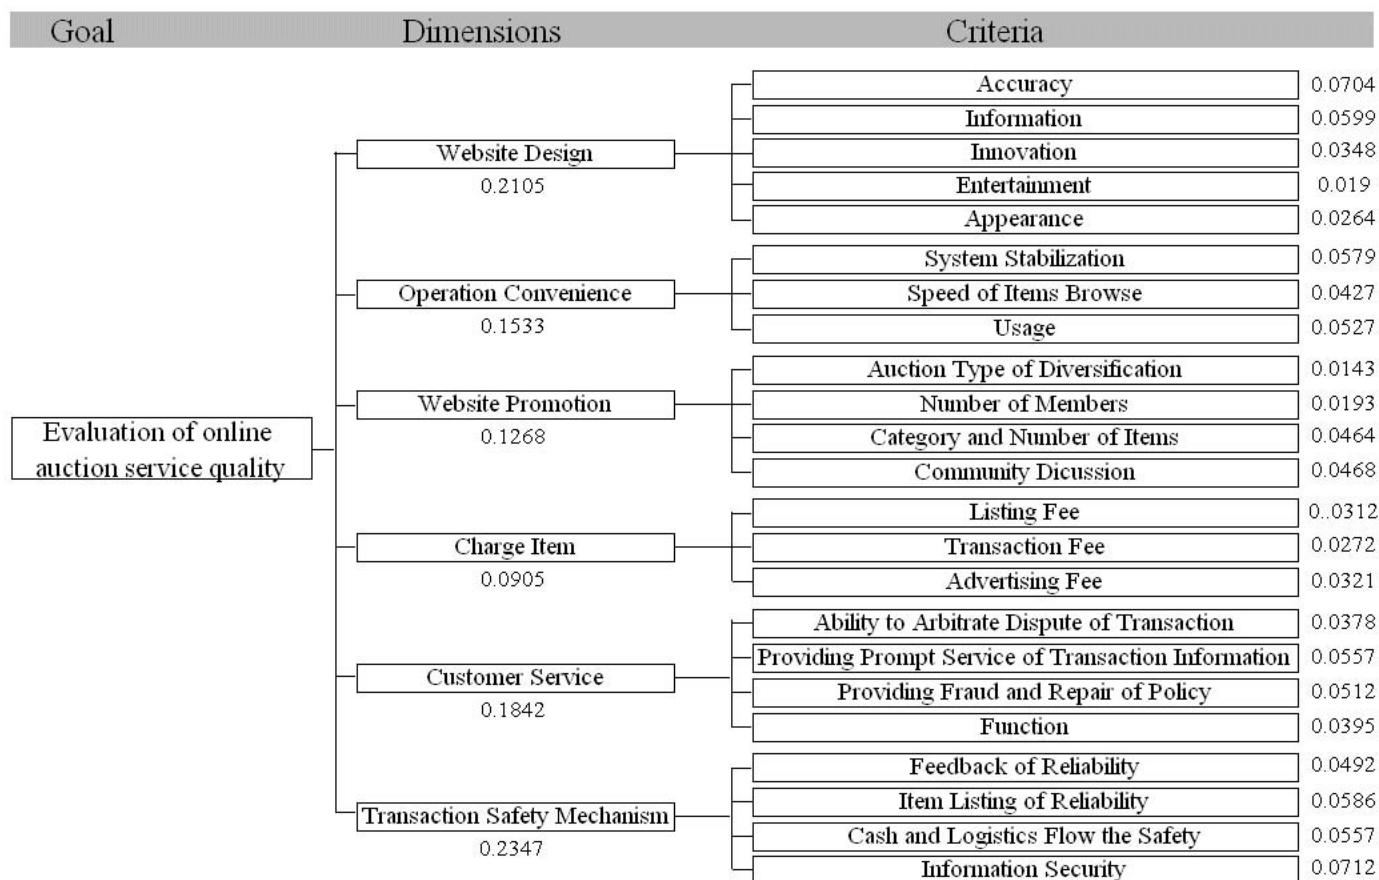 Goal Dimensions Criteria
Accuracy 0.0704
Information 0.0599
Website Design Innovation 0.0348
0.2105 Entertainment 0.019
Appearance 0.0264
System Stabilization 0.0579
Operation Convenience Speed of Items Browse 0.0427
0.1533 Usage 0.0527
Auction Type of Diversification 0.0143
Website Promotion Number of Members 0.0193
Evaluation of online
auction service quality
0.1268 Category and Number of Items 0.0464
Community Dicussion 0.0468
Listing Fee 0..0312
Charge Item Transaction Fee 0.0272
0.0905 Advertising Fee 0.0321
Ability to Arbitrate Dispute of Transaction 0.0378
Providing Prompt Service of Transaction Information 0.0557
Customer Service Providing Fraud and Repair of Policy 0.0512
0.1842 Function 0.0395
Feedback of Reliability 0.0492
Item Listing of Reliability 0.0586
Transaction Safety Mechanism Cash and Logistics Flow the Safety 0.0557
0.2347 Information Security 0.0712